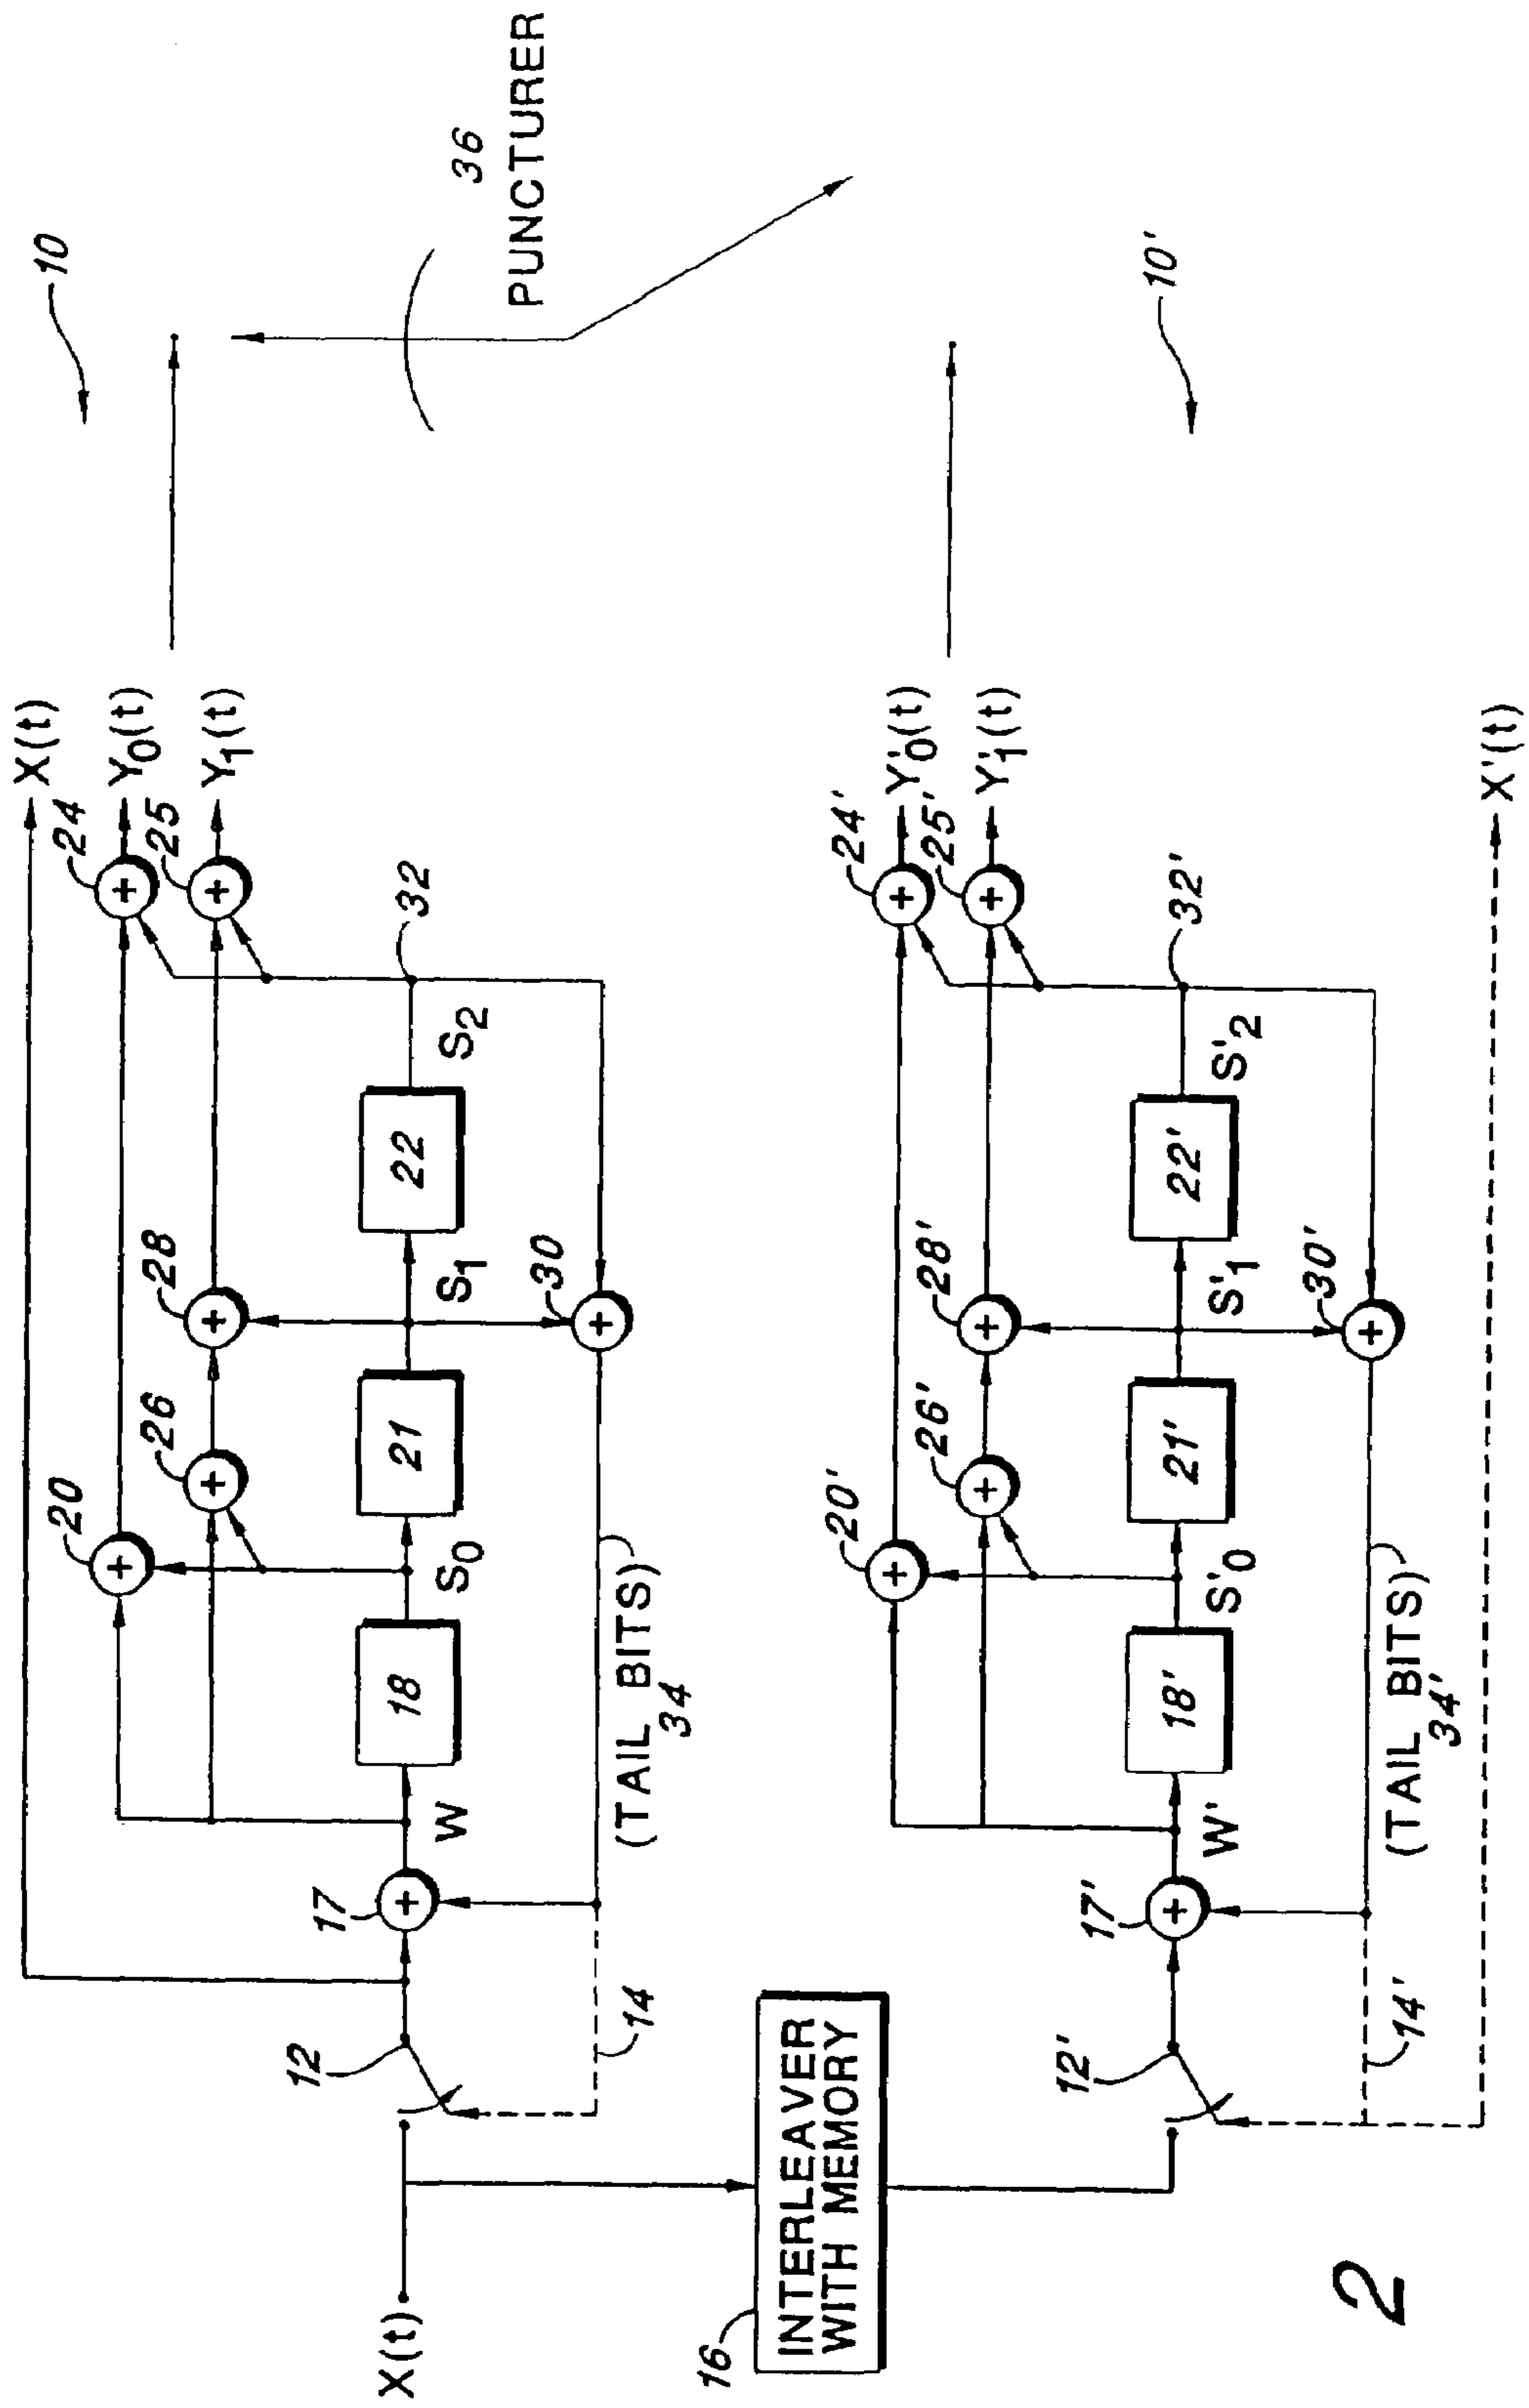 10
X(t)
24
Y0(t)
25
Y1(t)
36
PUNCTURER
20
26
28
32
12
17
W
18
S0
21
S1
22
S2
30
X(t)
14
(TAIL BITS)
34
16
INTERLEAVER
WITH MEMORY
10'
24'
Y'0(t)
25'
Y'1(t)
20'
26'
28'
32'
12'
17'
W'
18'
S'0
21'
S'1
22'
S'2
30'
14'
(TAIL BITS)
34'
X'(t)
2